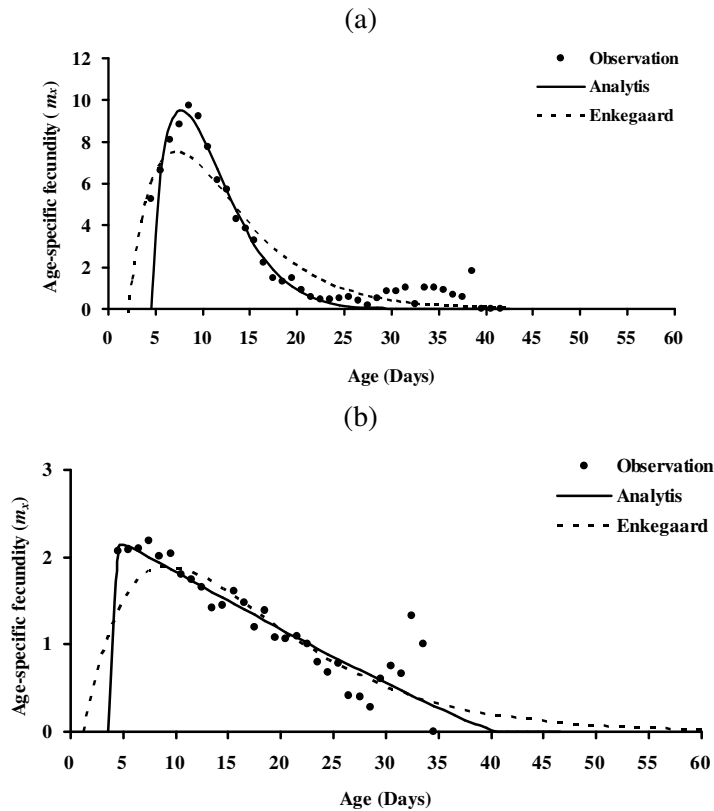 (a)
Observation
Analytis
Enkegaard
Age-specific fecundity ( mx)
12
10
8
6
4
2
0
0 5 10 15 20 25 30 35 40 45 50 55 60
Age (Days)
(b)
Observation
Analytis
Enkegaard
Age-specific fecundity (mx)
3
2
1
0
0 5 10 15 20 25 30 35 40 45 50 55 60
Age (Days)